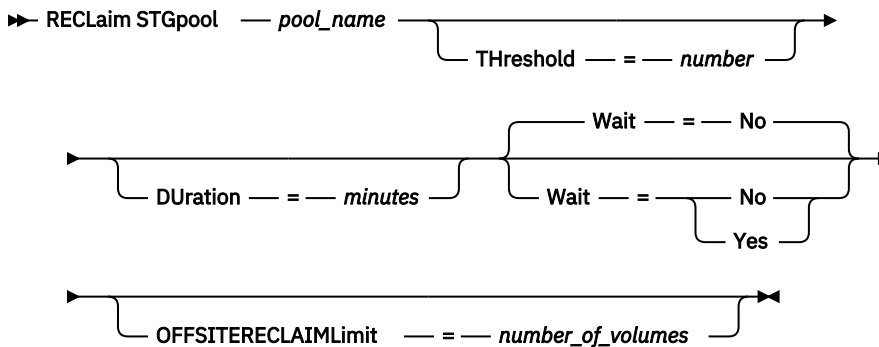 RECLaim STGpool pool_name
THreshold = number
Wait = No
DUration = minutes Wait = No
Yes
OFFSITERECLAIMLimit = number_of_volumes